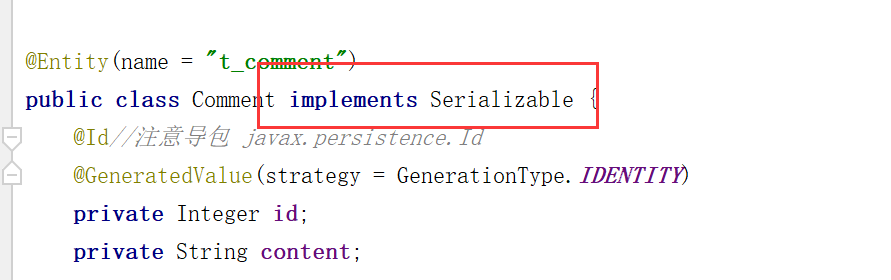 @Entity(name = "t_comment")
public class Comment implements Serializable {
@Id//注意导包 javax.persistence.Id
@GeneratedValue(strategy = GenerationType.IDENTITY)
private Integer id;
private String content;